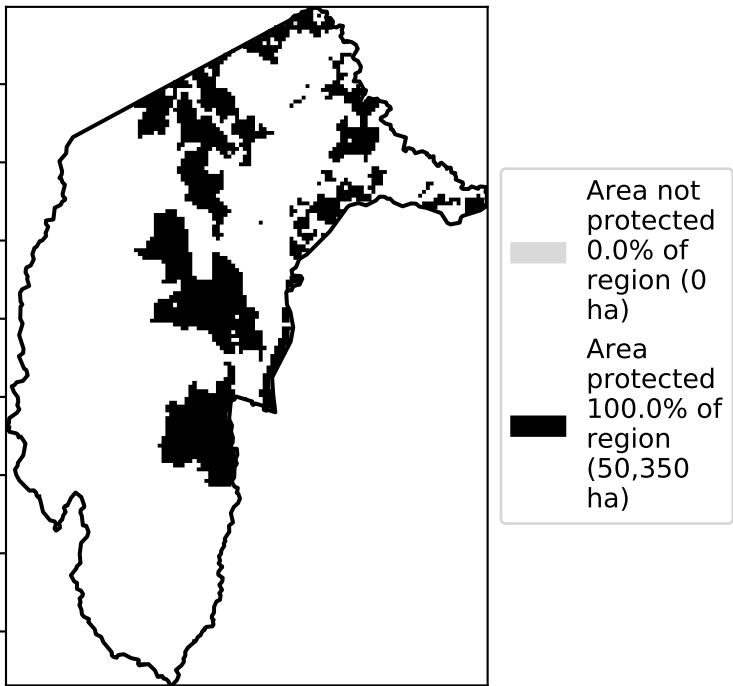 Area not
protected
0.0% of
region (0
ha)
Area
protected
100.0% of
region
(50,350
ha)